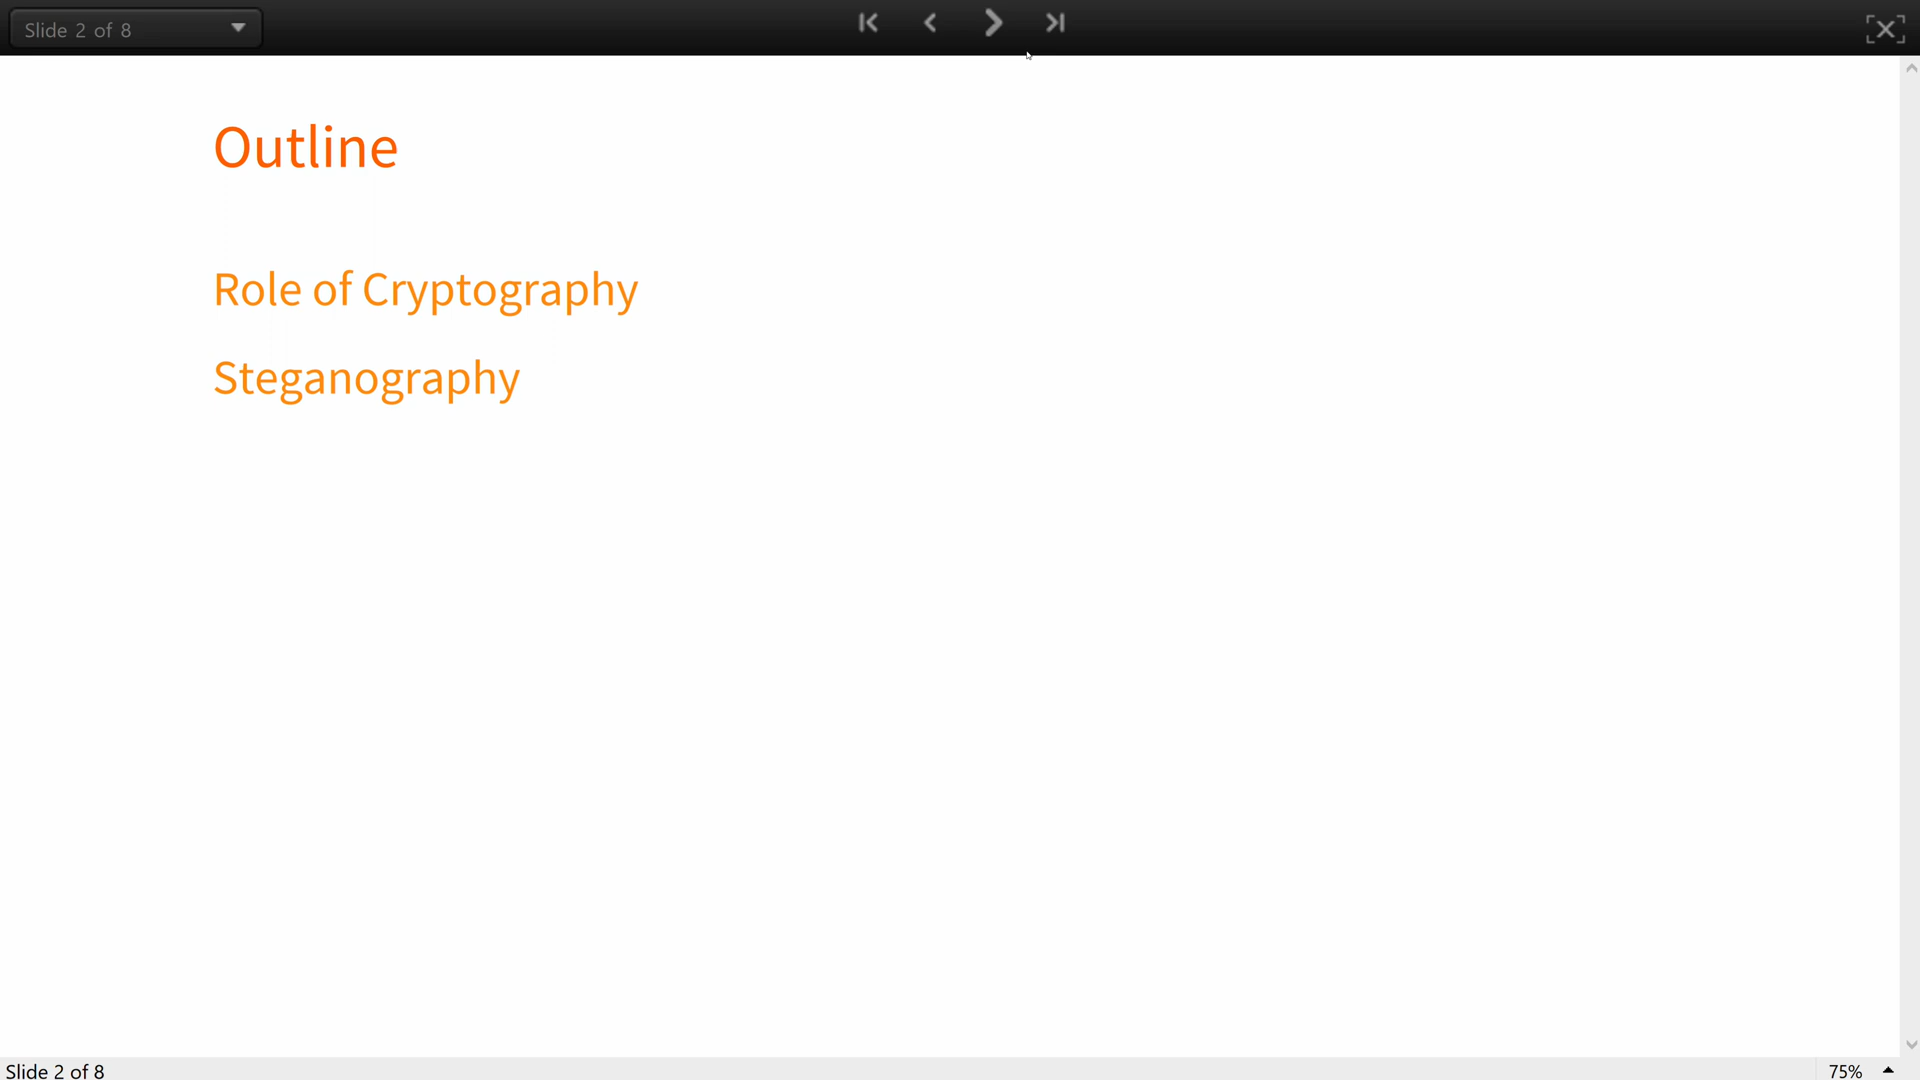 Slide 2 of 8
Outline
Role of Cryptography
Steganography
Slide 2 of 8
75%